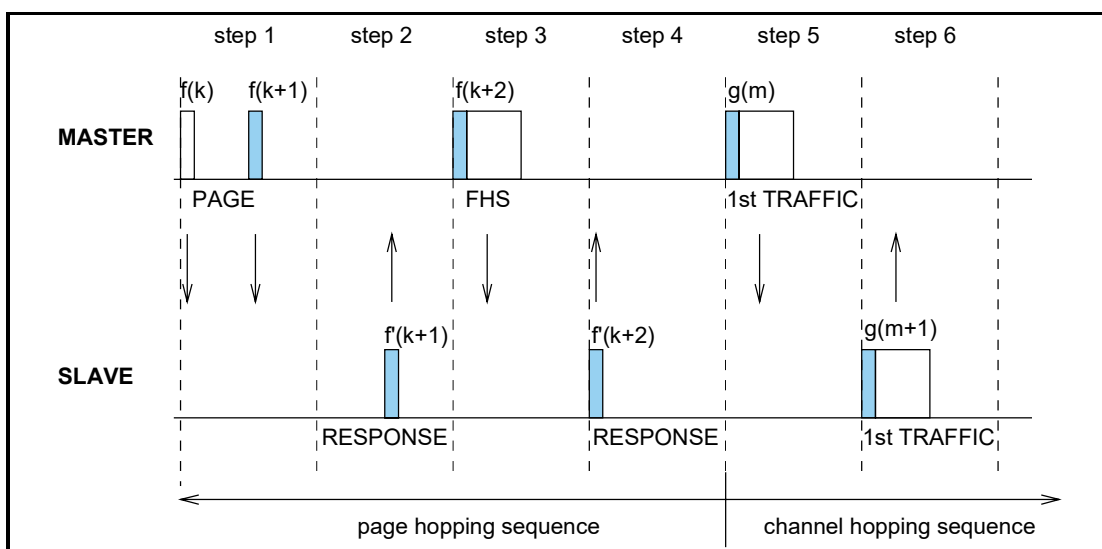 step 1 step 2 step 3 step 4 step 5 step 6
f(k) f(k+1) f(k+2) g(m)
MASTER
PAGE FHS 1st TRAFFIC
f'(k+1) f'(k+2) g(m+1)
SLAVE
RESPONSE RESPONSE 1st TRAFFIC
page hopping sequence channel hopping sequence